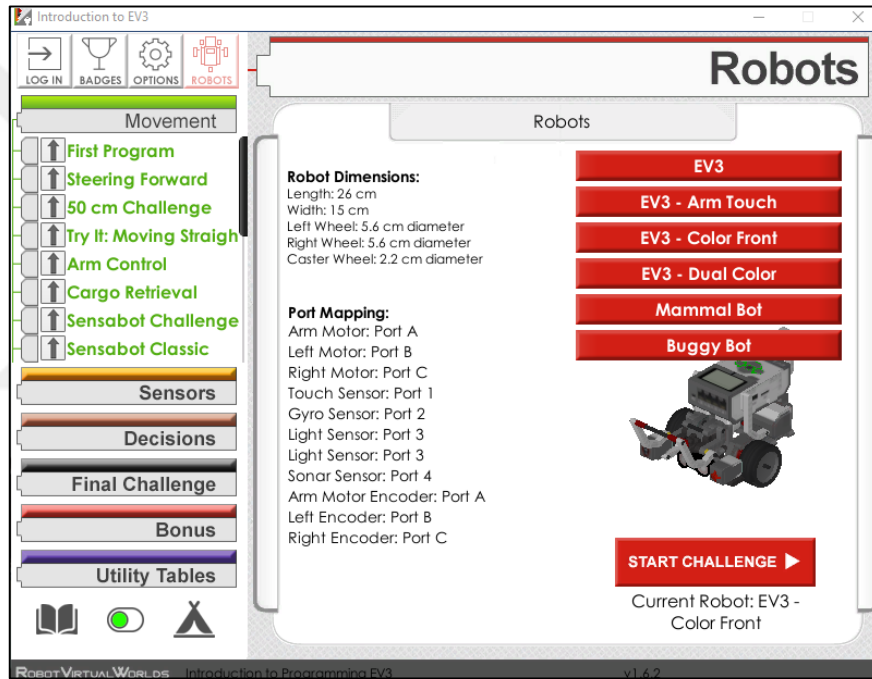 Introduction to EV3
LOG IN
BADGES
OPTIONS
ROBOTS
Robots
Movement
First Program
Steering Forward
50 cm Challenge
Try It: Moving Straigh
Arm Control
Cargo Retrieval
Sensabot Challenge
Sensabot Classic
Sensors
Decisions
Final Challenge
Bonus
Utility Tables
Robots
Robot Dimensions:
Length: 26 cm
Width: 15 cm
Left Wheel: 5.6 cm diameter
Right Wheel: 5.6 cm diameter
Caster Wheel: 2.2 cm diameter
Port Mapping:
Arm Motor: Port A
Left Motor: Port B
Right Motor: Port C
Touch Sensor: Port 1
Gyro Sensor: Port 2
Light Sensor: Port 3
Light Sensor: Port 3
Sonar Sensor: Port 4
Arm Motor Encoder: Port A
Left Encoder: Port B
Right Encoder: Port C
EV3
EV3 - Arm Touch
EV3 - Color Front
EV3 - Dual Color
Mammal Bot
Buggy Bot
START CHALLENGE
Current Robot: EV3 -
Color Front
ROBOTVIRTUALWORLDS Introduction to Programming EV3 v1.6.2